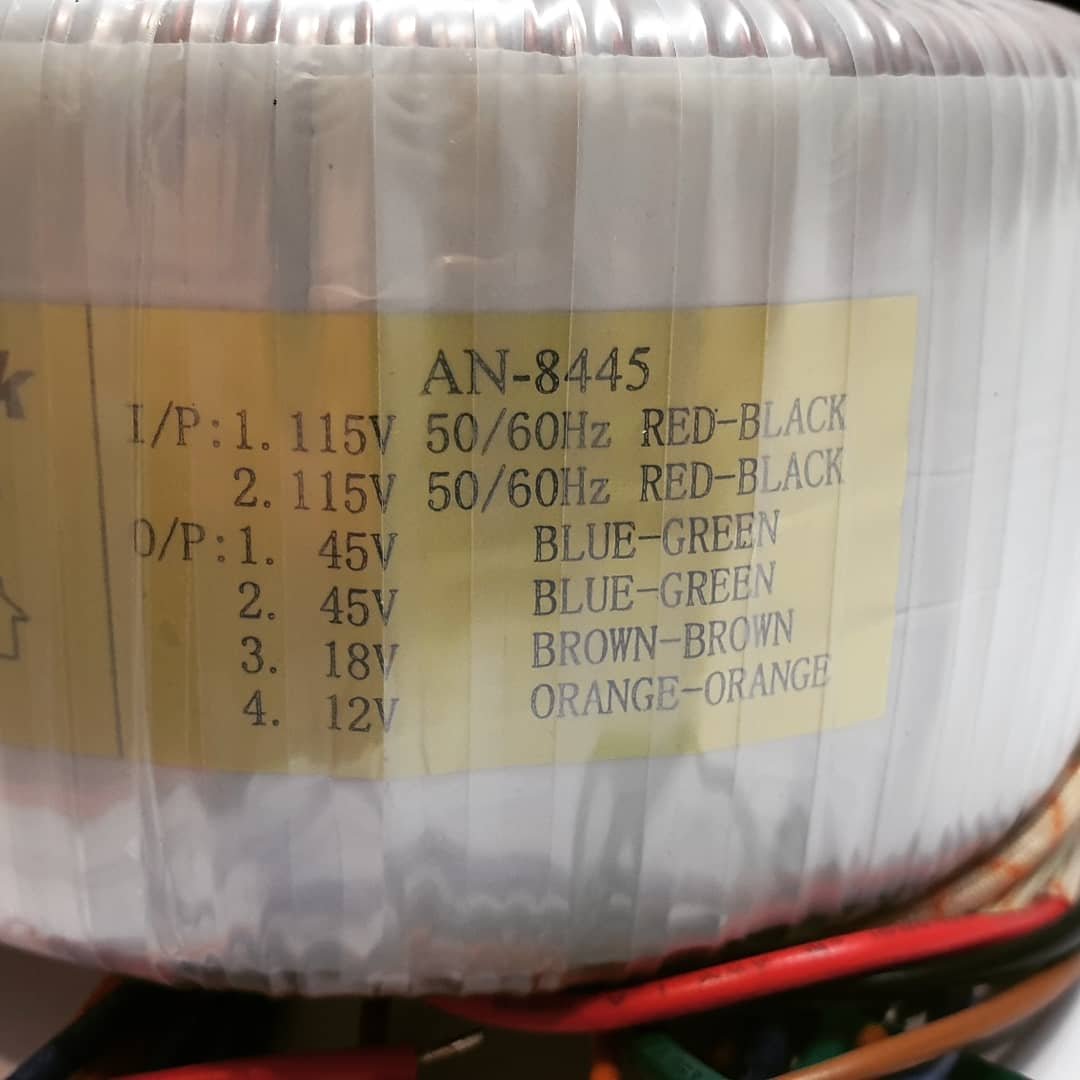 AN-8445
I/P:1. 115V 50/60Hz RED-BLACK
2. 115V 50/60Hz RED-BLACK
O/P:1. 45V BLUE-GREEN
2. 45V BLUE-GREEN
3. 18V BROWN-BROWN
4. 12V ORANGE-ORANGE